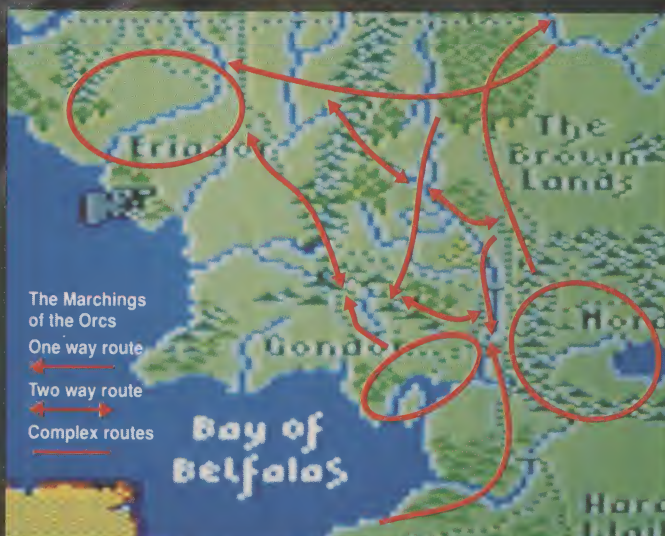 Eriador
The
Brown
Lands
The Marchings
of the Orcs
One way route
Two way route
Complex routes
Gondor
Bay of
Belfalas